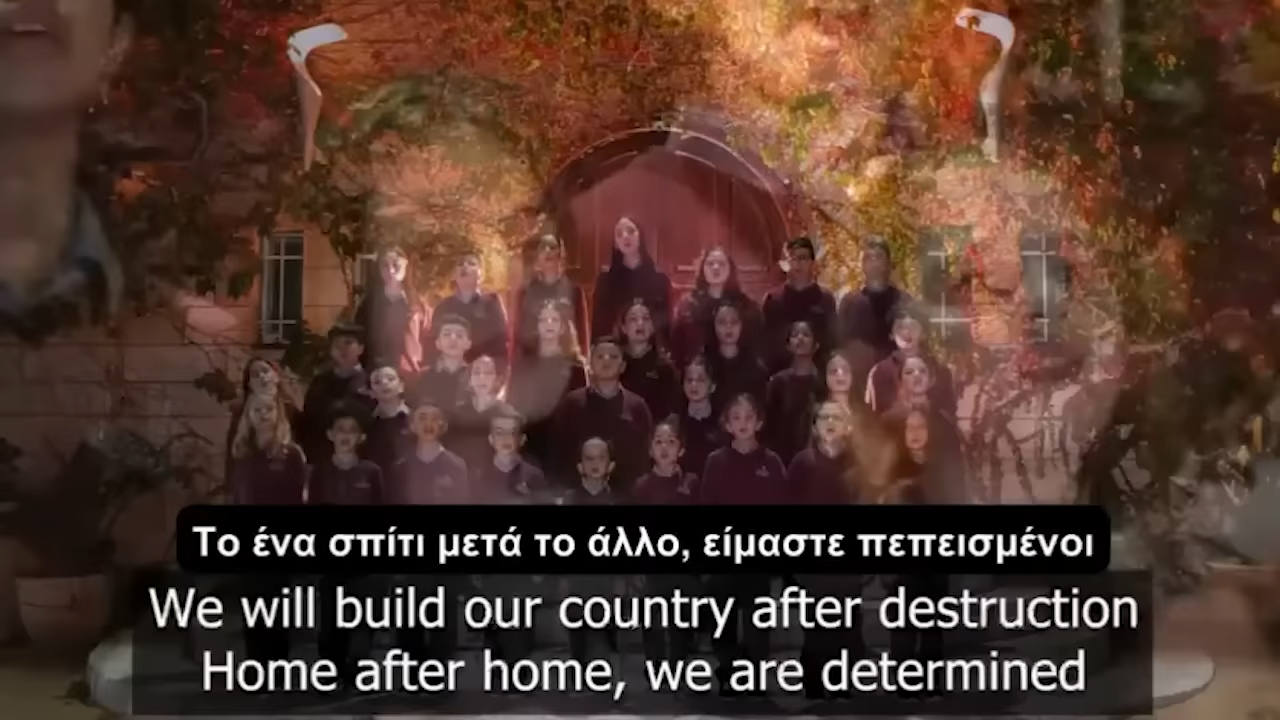 Το ένα σπίτι μετά το άλλο, είμαστε πεπεισμένοι
We will build our country after destruction
Home after home, we are determined